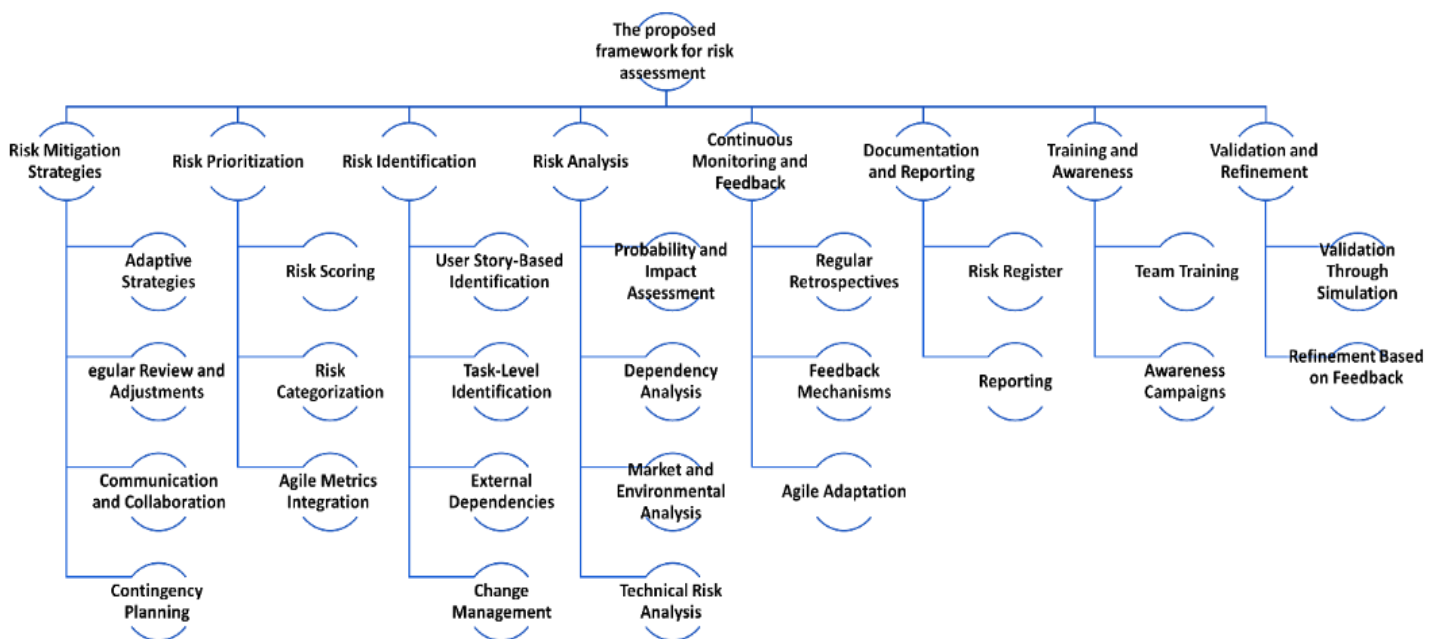 The proposed
framework for risk
assessment
Risk Mitigation
Strategies
Risk Prioritization
Risk Identification
Risk Analysis
Continuous
Monitoring and
Feedback
Documentation
and Reporting
Training and
Awareness
Validation and
Refinement
Adaptive
Strategies
egular Review and
Adjustments
Communication
and Collaboration
Contingency
Planning
Risk Scoring
Risk
Categorization
Agile Metrics
Integration
User Story-Based
Identification
Task-Level
Identification
External
Dependencies
Change
Management
Probability and
Impact
Assessment
Dependency
Analysis
Market and
Environmental
Analysis
Technical Risk
Analysis
Regular
Retrospectives
Feedback
Mechanisms
Agile Adaptation
Risk Register
Reporting
Team Training
Awareness
Campaigns
Validation
Through
Simulation
Refinement Based
on Feedback